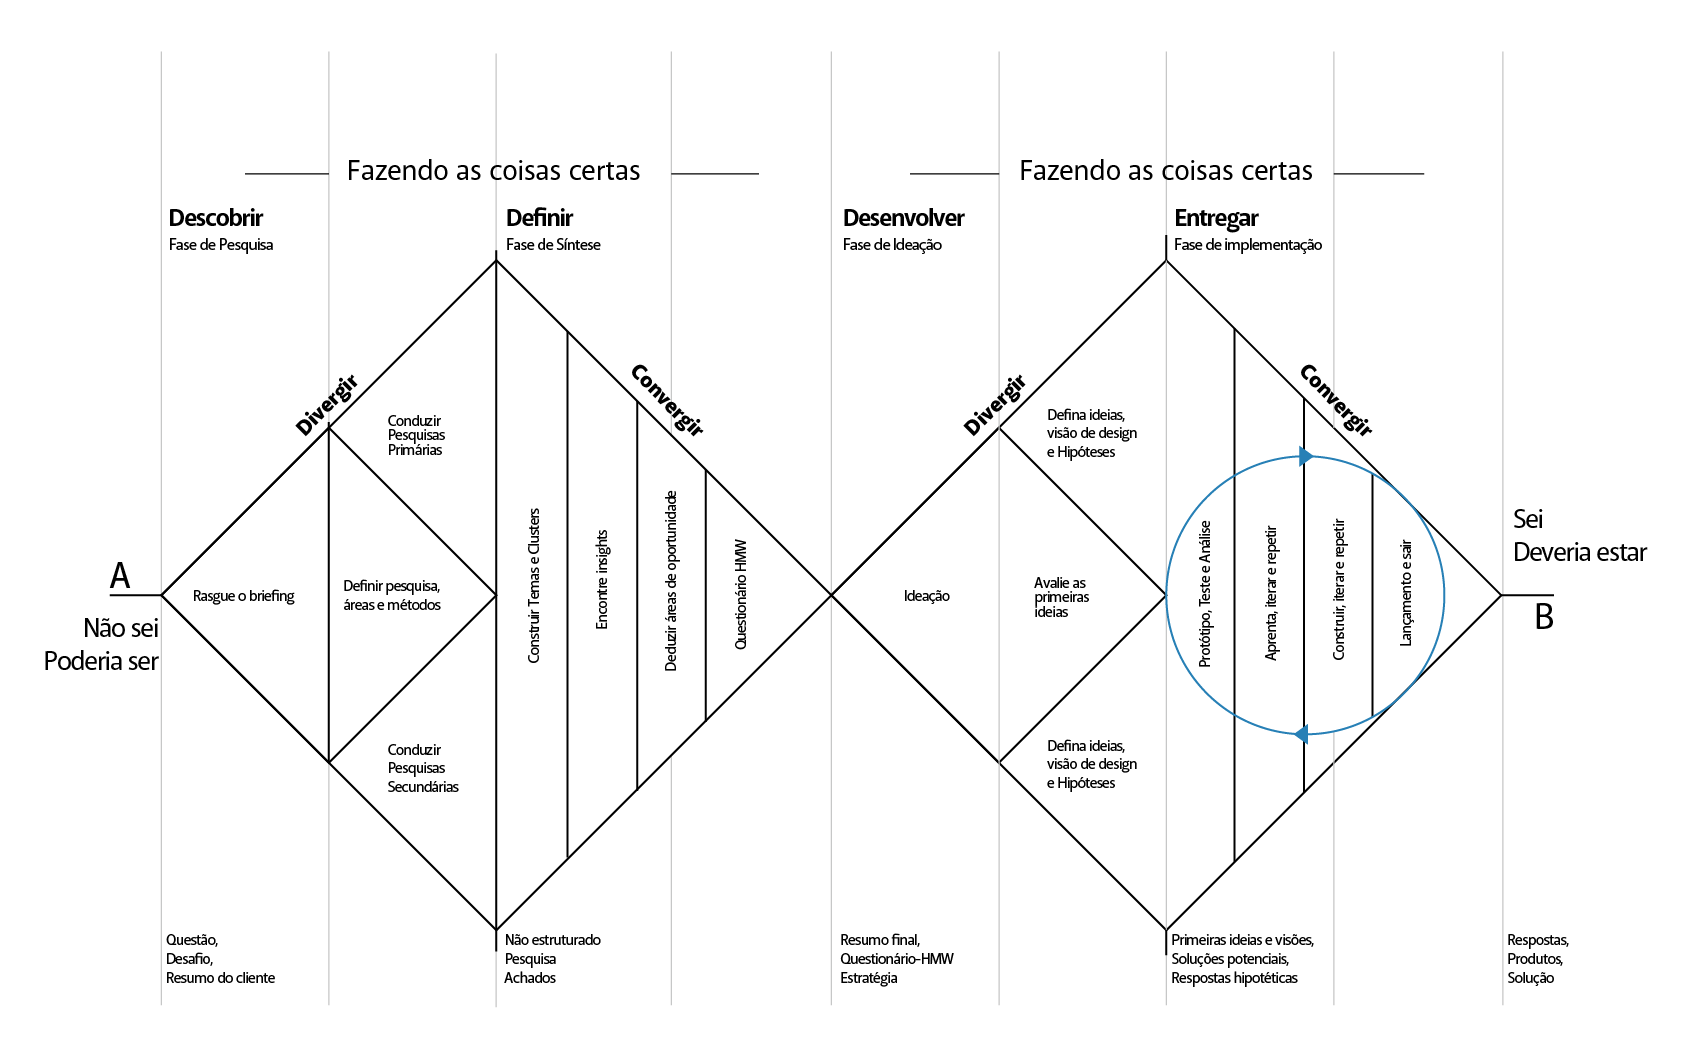 Fazendo as coisas certas
Fazendo as coisas certas
Descobrir
Fase de Pesquisa
Definir
Fase de Síntese
Desenvolver
Fase de Ideação
Entregar
Fase de implementação
Divergir
Convergir
Divergir
Convergir
A
Não sei
Poderia ser
Rasgue o briefing
Conduzir
Pesquisas
Primárias
Definir pesquisa,
áreas e métodos
Conduzir
Pesquisas
Secundárias
Construir Temas e Clusters
Encontre insights
Deduzir áreas de oportunidade
Questionário HMW
Ideação
Defina ideias,
visão de design
e Hipóteses
Avalie as
primeiras
ideias
Defina ideias,
visão de design
e Hipóteses
Protótipo, Teste e Análise
Aprenta, iterar e repetir
Construir, iterar e repetir
Lançamento e sair
Sei
Deveria estar
B
Questão,
Desafio,
Resumo do cliente
Não estruturado
Pesquisa
Achados
Resumo final,
Questionário-HMW
Estratégia
Primeiras ideias e visões,
Soluções potenciais,
Respostas hipotéticas
Respostas,
Produtos,
Solução